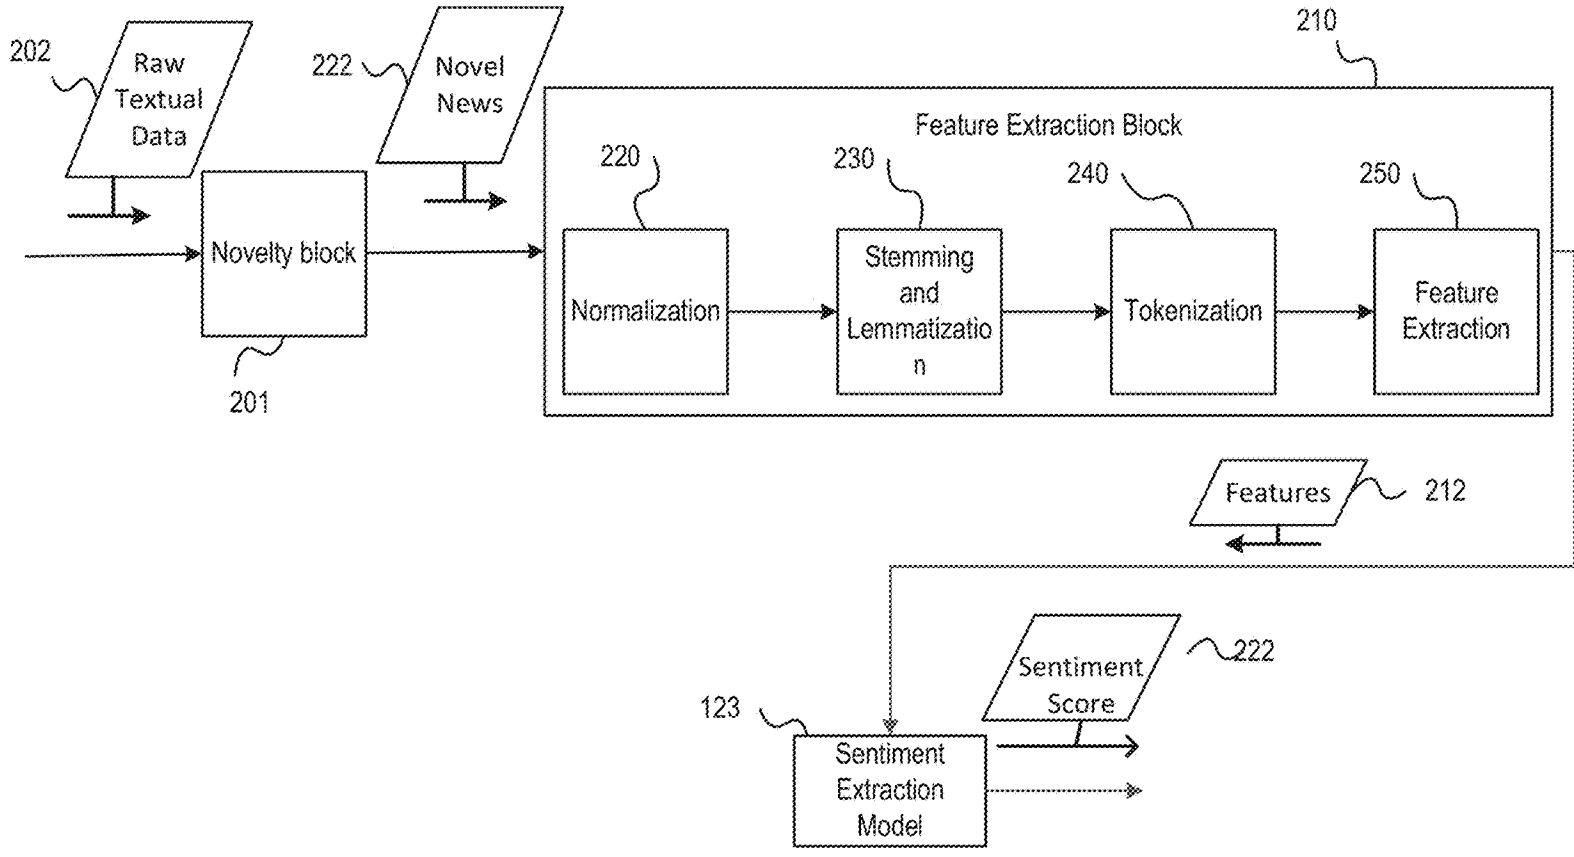 202
Raw
Textual
Data
222
Novel
News
210
Feature Extraction Block
Novelty block
201
220
Normalization
230
Stemming
and
Lemmatizatio
n
240
Tokenization
250
Feature
Extraction
Features
212
Sentiment
Score
222
123
Sentiment
Extraction
Model